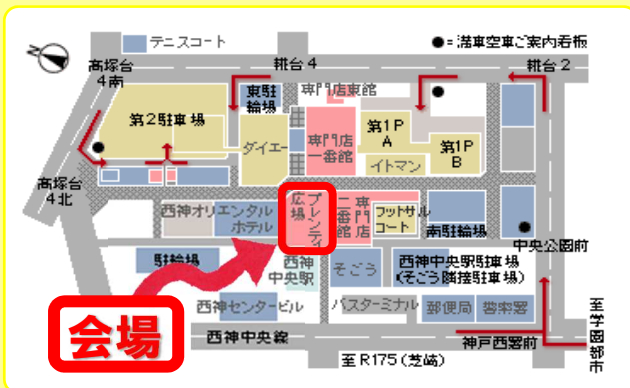 テニスコート
●＝満車空車ご案内看板
高塚台
4南
糀台4
糀台2
専門店東館
東駐
輪場
第2駐車場
ダイエー
専門店
一番館
第1P
A
第1P
B
イトマン
高塚台
4北
西神オリエンタル
ホテル
プレンティ
広場
専門店
二番館
フットサル
コート
南駐輪場
中央公園前
駐輪場
西神
中央駅
そごう
西神中央駅駐車場
(そごう隣接駐車場)
会場
西神センタービル
バスターミナル
郵便局
警察署
至学園都市
西神中央線
神戸西署前
至R175(芝崎)